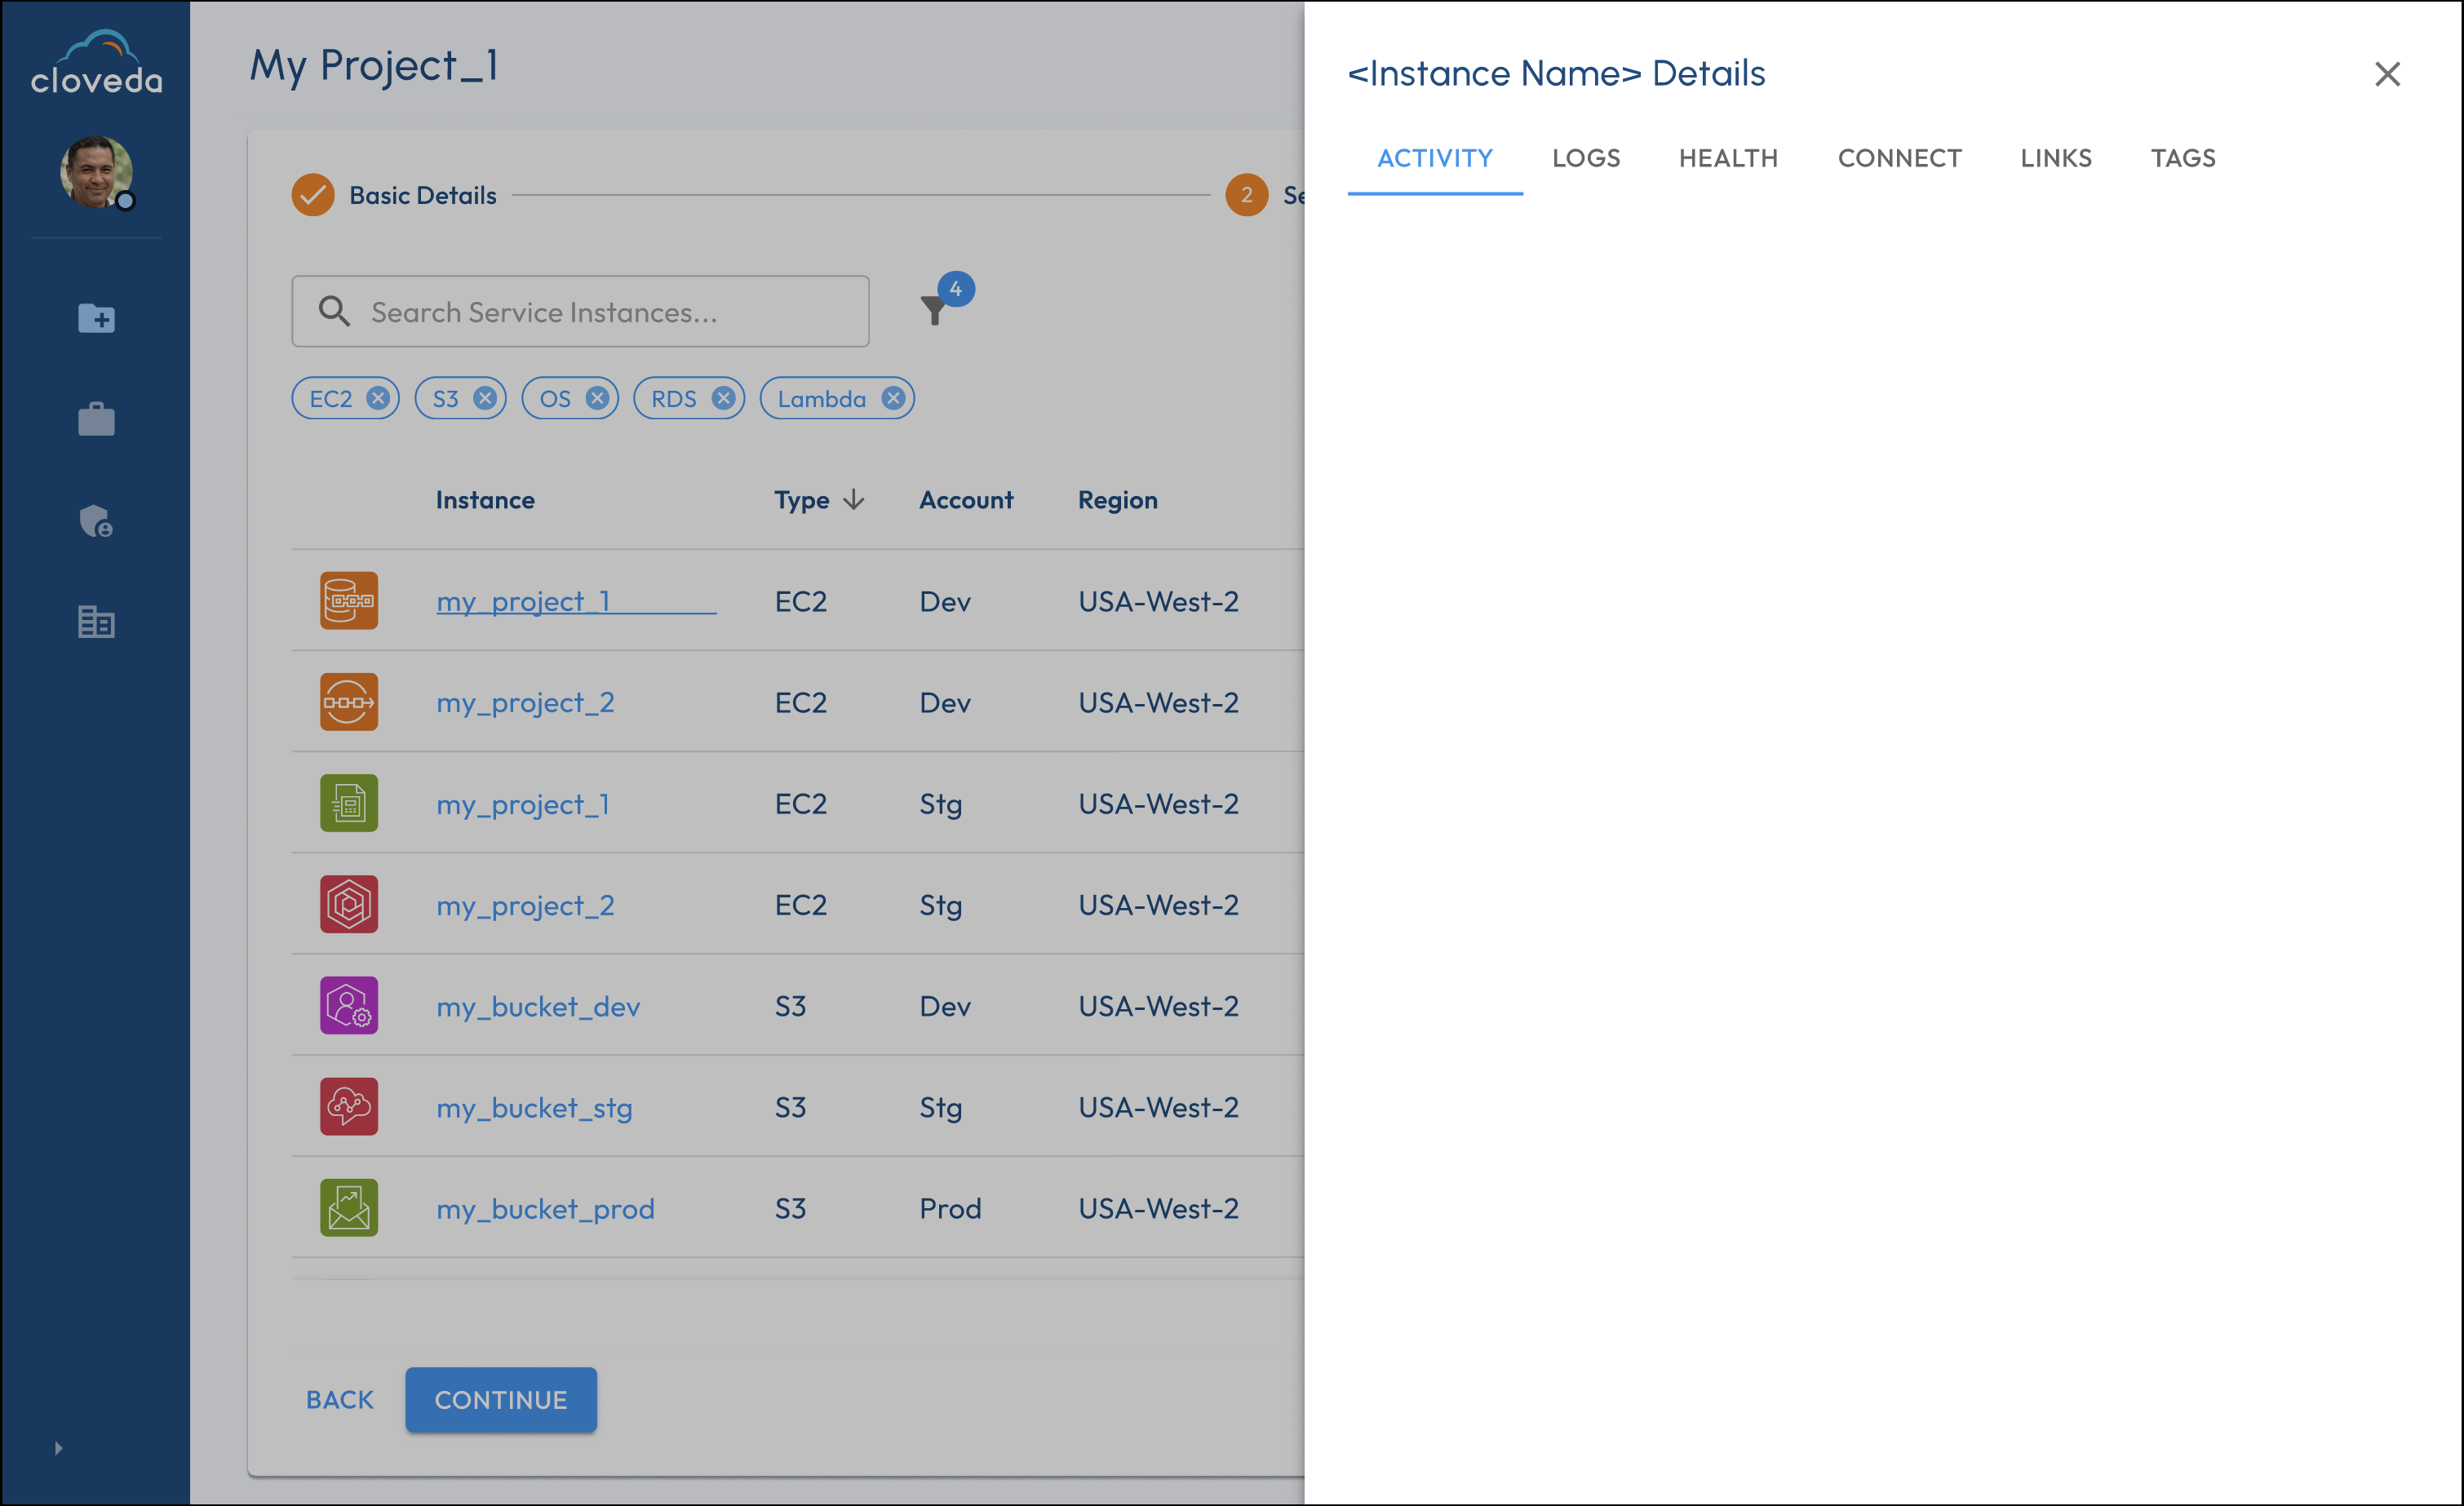 cloveda
My Project_1
Basic Details
2
Se
Search Service Instances...
4
EC2 S3 OS RDS Lambda
Instance Type Account Region
my_project_1 EC2 Dev USA-West-2
my_project_2 EC2 Dev USA-West-2
my_project_1 EC2 Stg USA-West-2
my_project_2 EC2 Stg USA-West-2
my_bucket_dev S3 Dev USA-West-2
my_bucket_stg S3 Stg USA-West-2
my_bucket_prod S3 Prod USA-West-2
BACK CONTINUE
<Instance Name> Details
ACTIVITY LOGS HEALTH CONNECT LINKS TAGS